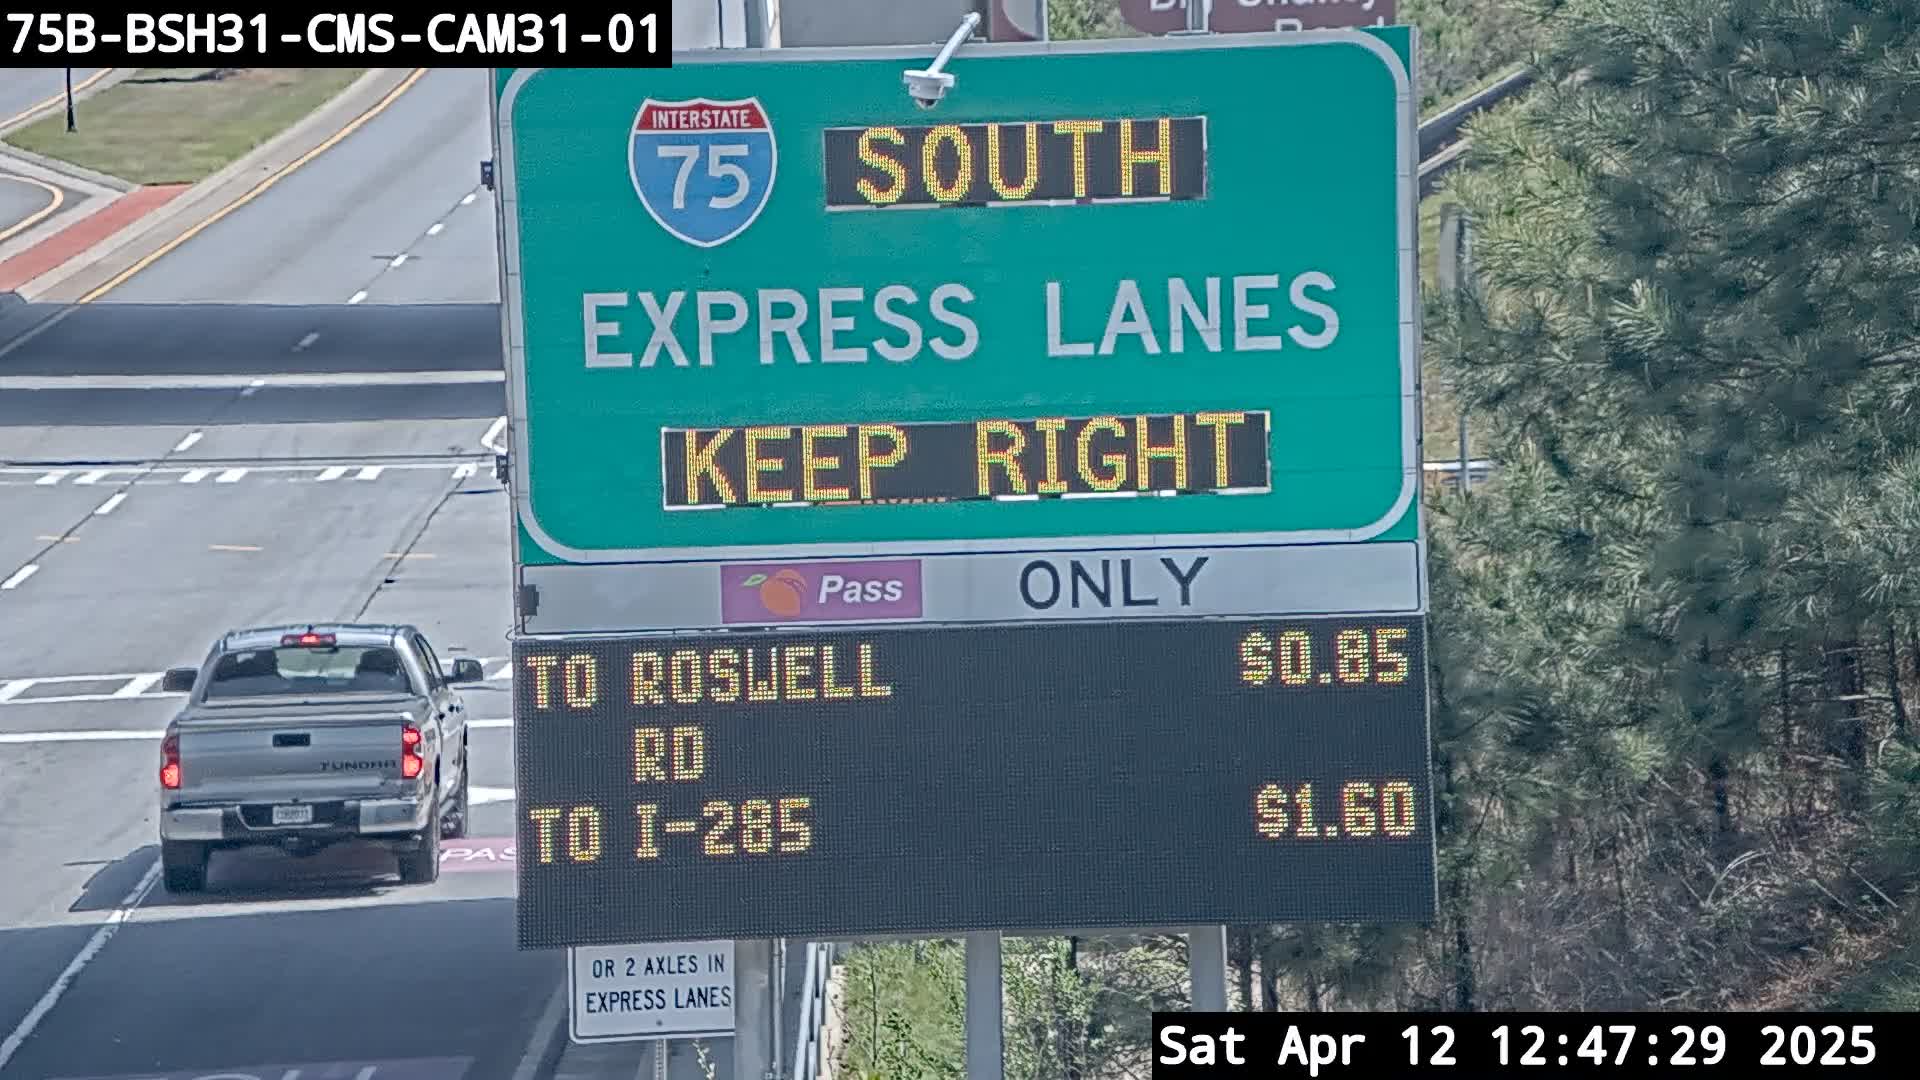 75B-BSH31-CMS-CAM31-01
INTERSTATE
75
SOUTH
EXPRESS LANES
KEEP RIGHT
Pass ONLY
TO ROSWELL $0.85
RD
TO I-285 $1.60
TUNDRA
OR 2 AXLES IN
EXPRESS LANES
Sat Apr 12 12:47:29 2025